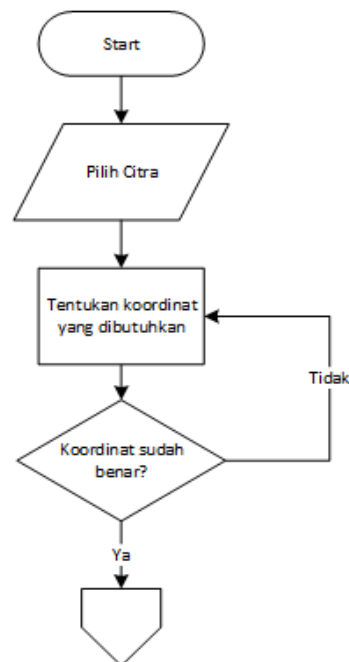 Start
Pilih Citra
Tentukan koordinat
yang dibutuhkan
Tidak
Koordinat sudah
benar?
Ya